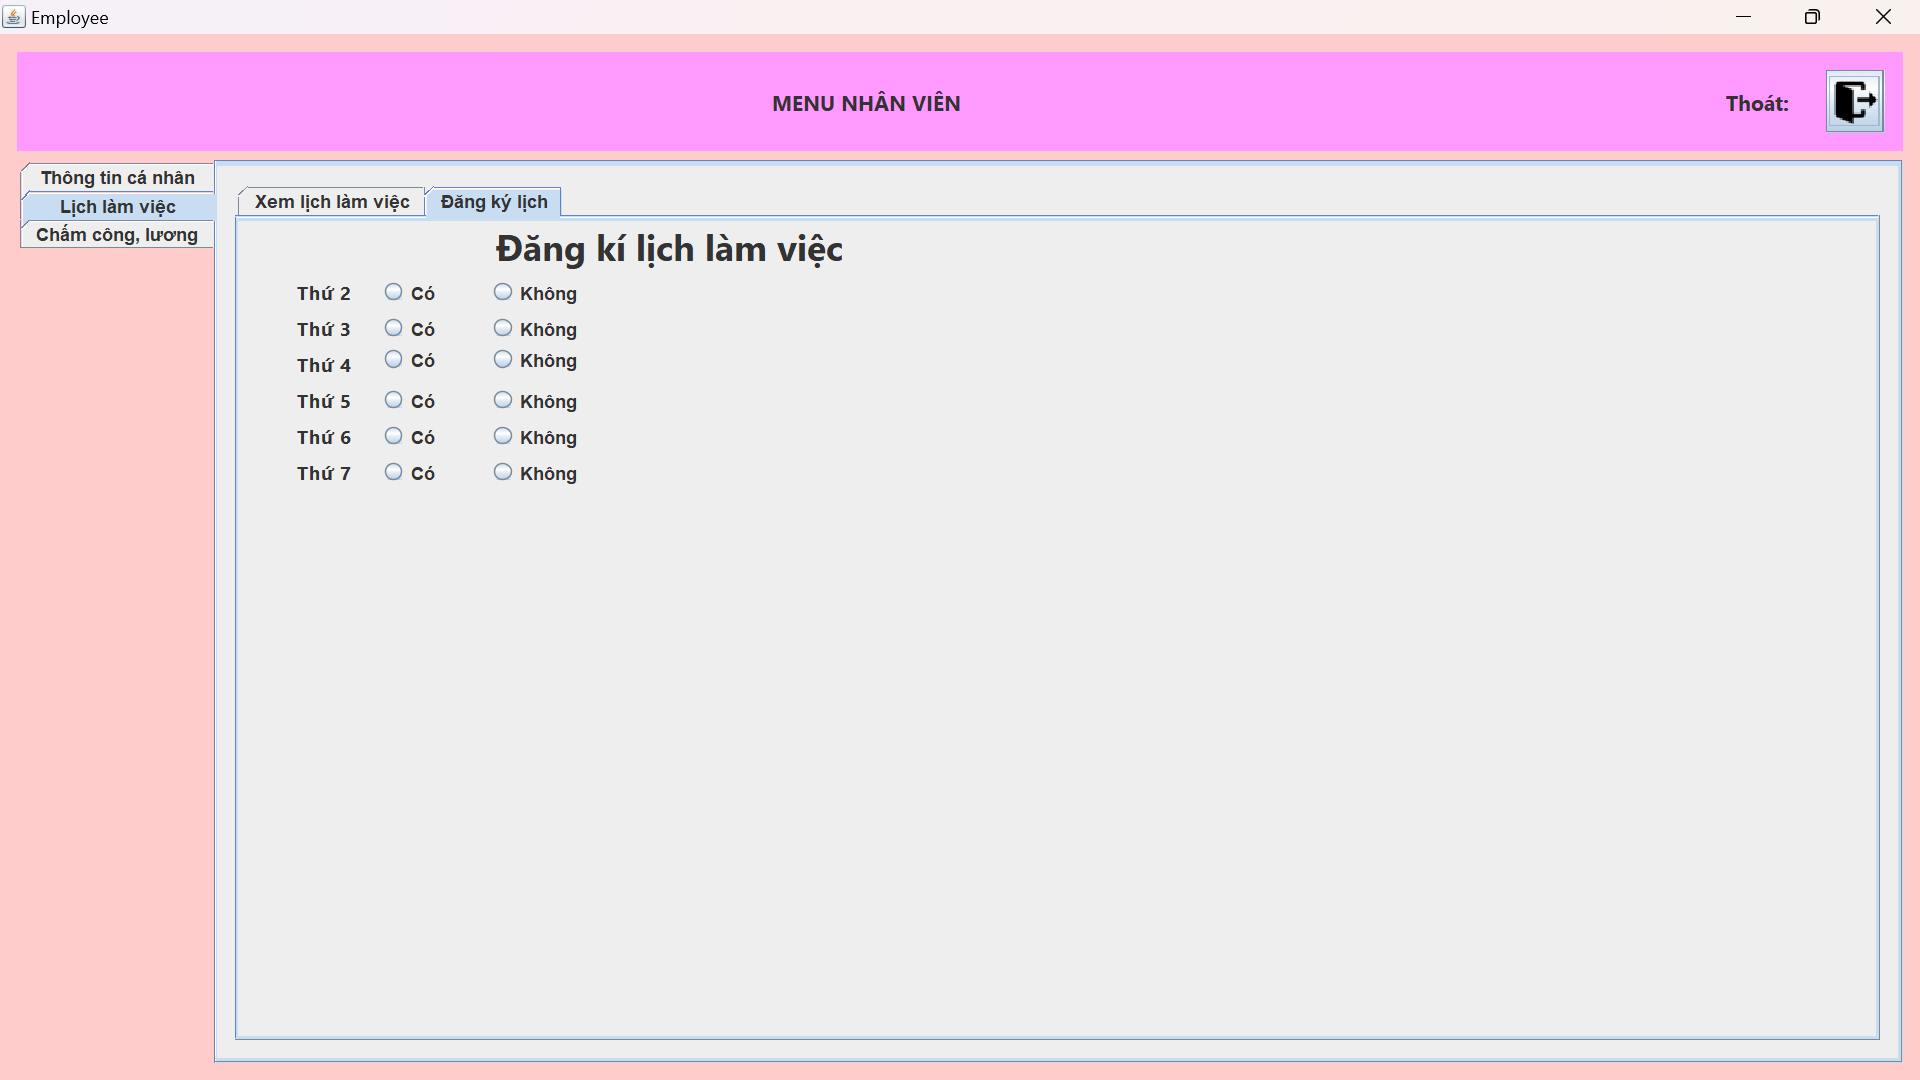 Employee
MENU NHÂN VIÊN
Thoát:
Thông tin cá nhân
Lịch làm việc
Chấm công, lương
Xem lịch làm việc
Đăng ký lịch
Đăng kí lịch làm việc
Thứ 2 Có Không
Thứ 3 Có Không
Thứ 4 Có Không
Thứ 5 Có Không
Thứ 6 Có Không
Thứ 7 Có Không